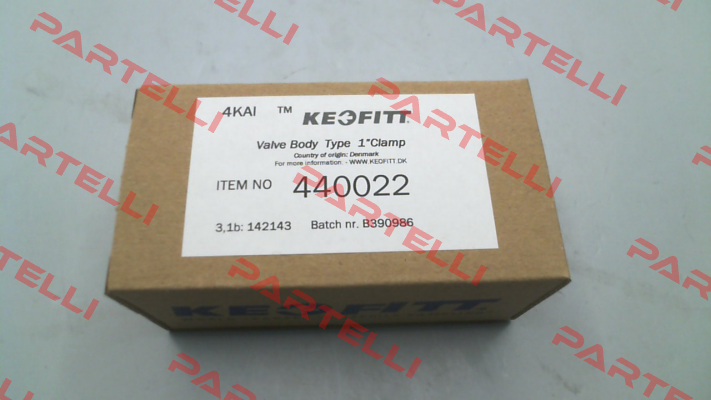 4KAI ™ KEOFITT
Valve Body Type 1"Clamp
Country of origin: Denmark
For more information. - WWW.KEOFITT.DK
ITEM NO 440022
3,1b: 142143 Batch nr. B390986
KEOFITT
PARTELLI
PARTELLI
PARTELLI
PARTELLI
PARTELLI
PARTELLI
PARTELLI
PARTELLI